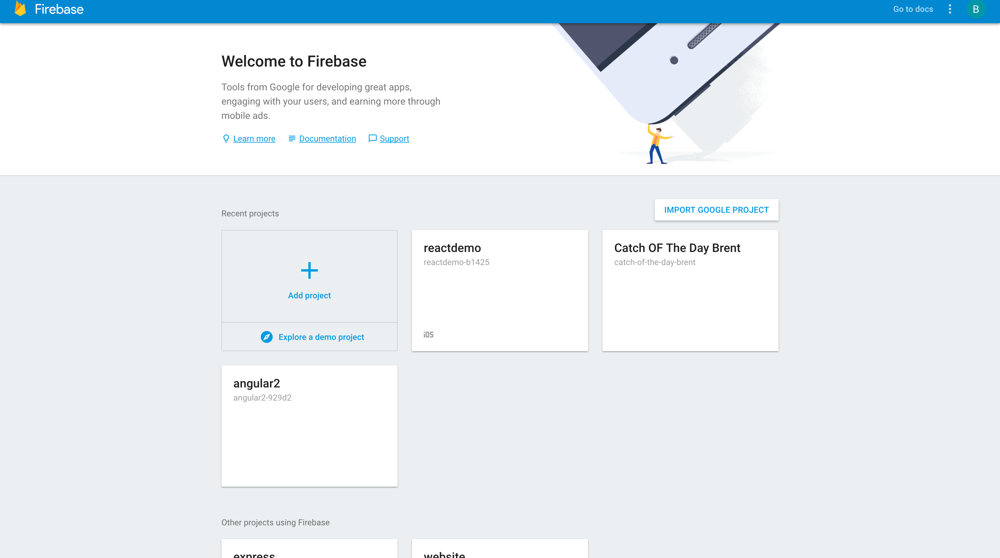 Firebase
Go to docs
B
Welcome to Firebase
Tools from Google for developing great apps,
engaging with your users, and earning more through
mobile ads.
Learn more
Documentation
Support
Recent projects
IMPORT GOOGLE PROJECT
Add project
Explore a demo project
reactdemo
reactdemo-b1425
iOS
Catch OF The Day Brent
catch-of-the-day-brent
angular2
angular2-929d2
Other projects using Firebase
express
website